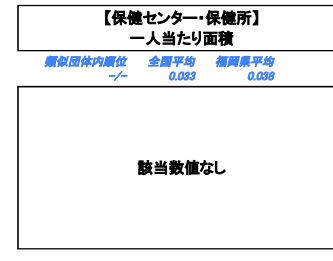 【保健センター・保健所】
一人当たり面積
類似団体内順位 全国平均 福岡県平均
-/- 0.033 0.038
該当数値なし